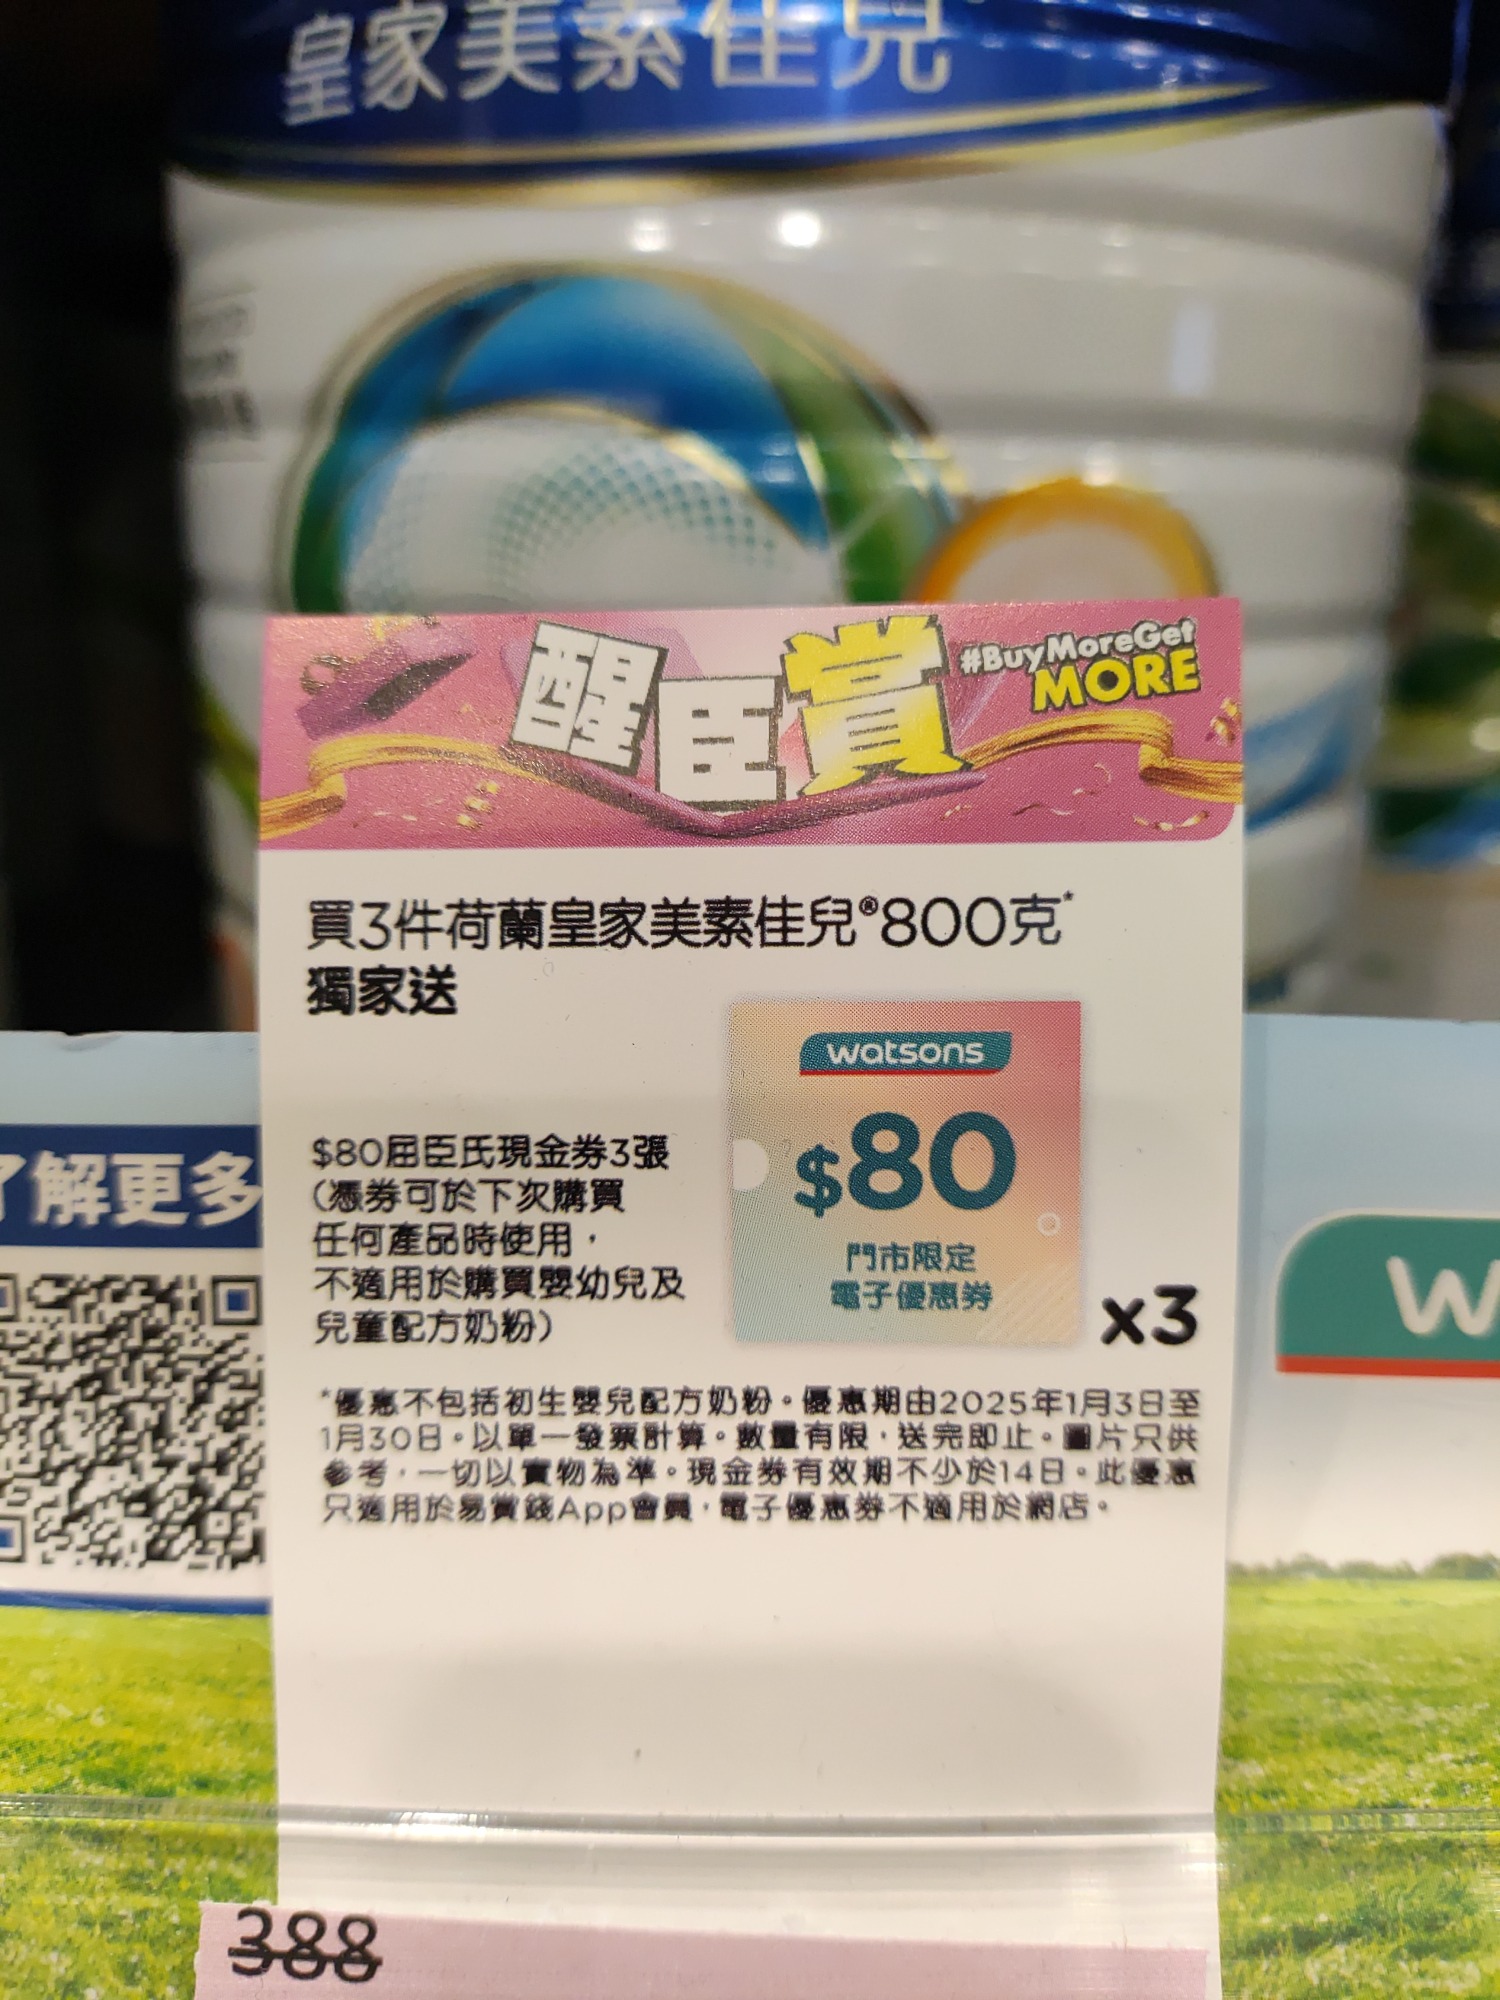 皇家美素佳兒
醒臣賞
#BuyMoreGet
MORE
買3件荷蘭皇家美素佳兒®800克*
獨家送
watsons
$80
門市限定
電子優惠券
x3
$80屈臣氏現金券3張
(憑券可於下次購買
任何產品時使用，
不適用於購買嬰幼兒及
兒童配方奶粉)
*優惠不包括初生嬰兒配方奶粉。優惠期由2025年1月3日至
1月30日。以單一發票計算。數量有限，送完即止。圖片只供
參考，一切以實物為準。現金券有效期不少於14日。此優惠
只適用於易賞錢App會員，電子優惠券不適用於網店。
了解更多
W
388